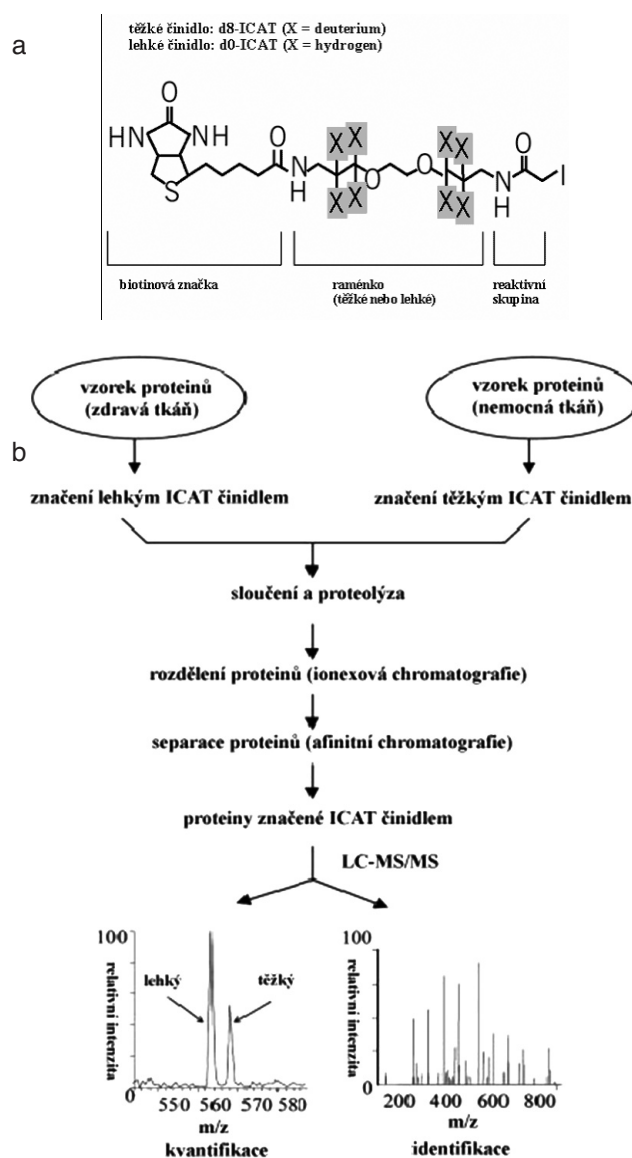 a
těžké činidlo: d8-ICAT (X = deuterium)
lehké činidlo: d0-ICAT (X = hydrogen)
O
HN NH
S
O
N
H
X X
X X
O
O
X X
X X
N
H
O
I
biotinová značka
raménko
(těžké nebo lehké)
reaktivní
skupina
b
vzorek proteinů
(zdravá tkáň)
vzorek proteinů
(nemocná tkáň)
značení lehkým ICAT činidlem
značení těžkým ICAT činidlem
sloučení a proteolýza
rozdělení proteinů (ionexová chromatografie)
separace proteinů (afinitní chromatografie)
proteiny značené ICAT činidlem
LC-MS/MS
100
relativní intenzita
lehký
těžký
0
550 560 570 580
m/z
kvantifikace
100
relativní intenzita
0
200 400 600 800
m/z
identifikace